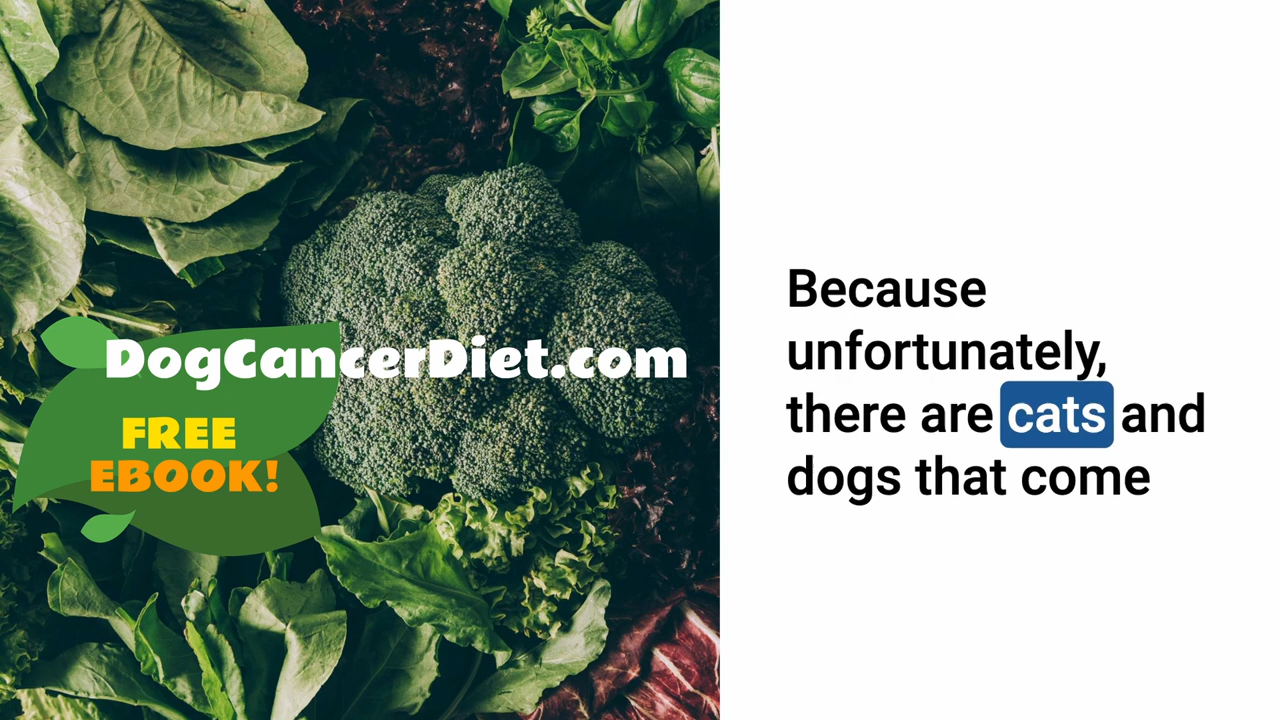 DogCancerDiet.com
FREE
EBOOK!
Because
unfortunately,
there are cats and
dogs that come